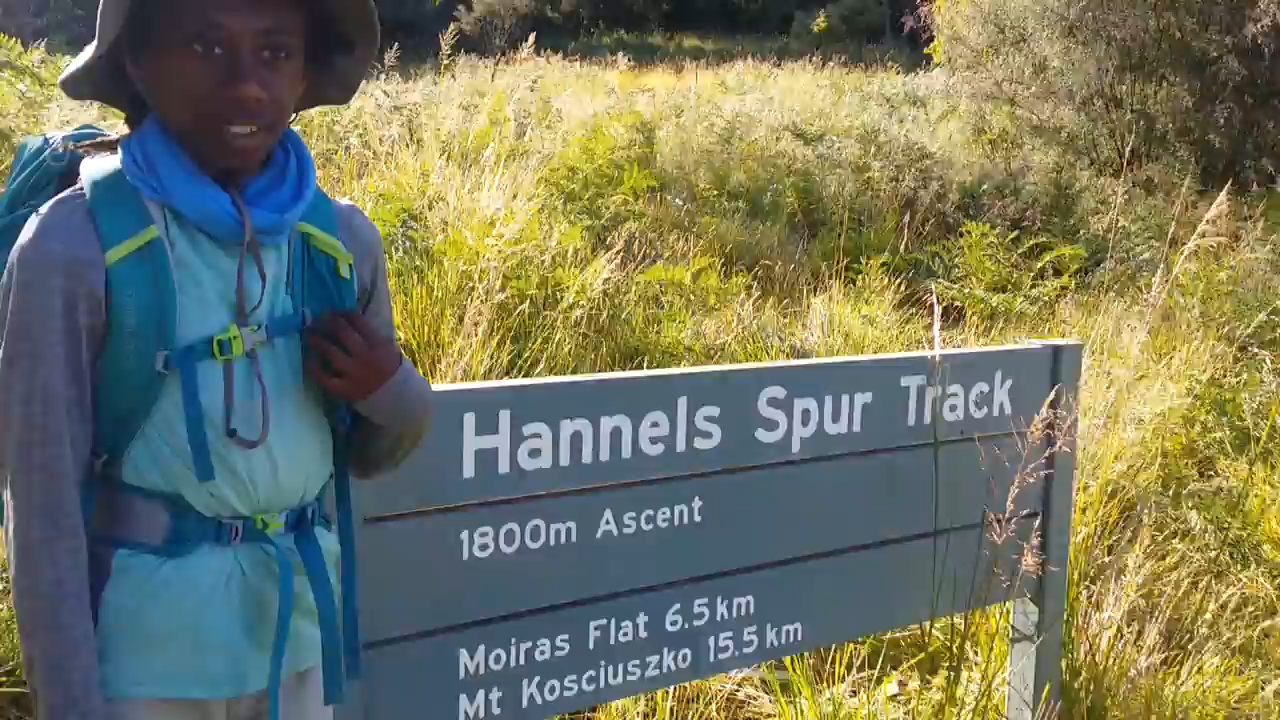 Hannels Spur Track
1800m Ascent
Moiras Flat 6.5km
Mt Kosciuszko 15.5km